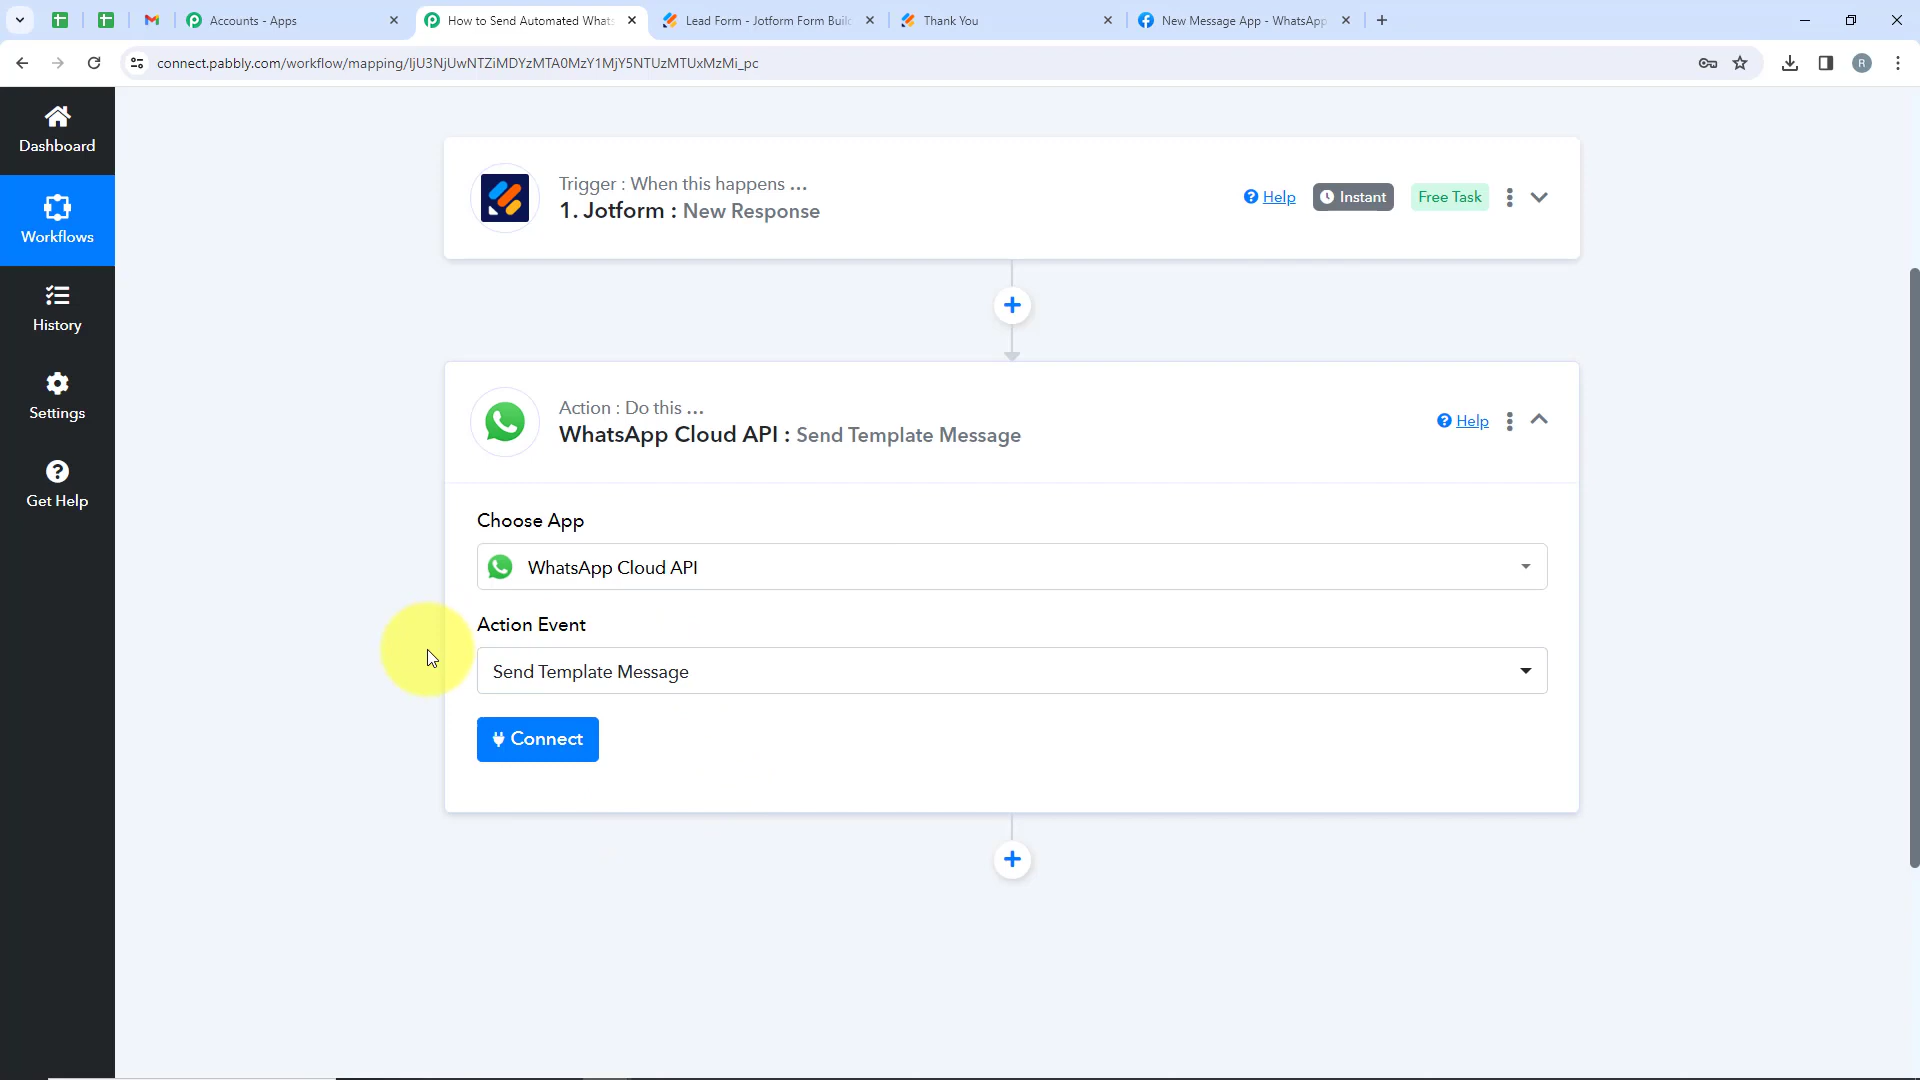 Accounts - Apps
How to Send Automated Whats
Lead Form - Jotform Form Buil
Thank You
New Message App - WhatsApp
connect.pabbly.com/workflow/mapping/IjU3NjUwNTZiMDYzMTA0MzY1MjY5NTUzMTUxMzMi_pc
R
Dashboard
Workflows
History
Settings
Get Help
Trigger : When this happens ...
1. Jotform : New Response
Help
Instant
Free Task
Action : Do this ...
WhatsApp Cloud API : Send Template Message
Help
Choose App
WhatsApp Cloud API
Action Event
Send Template Message
Connect